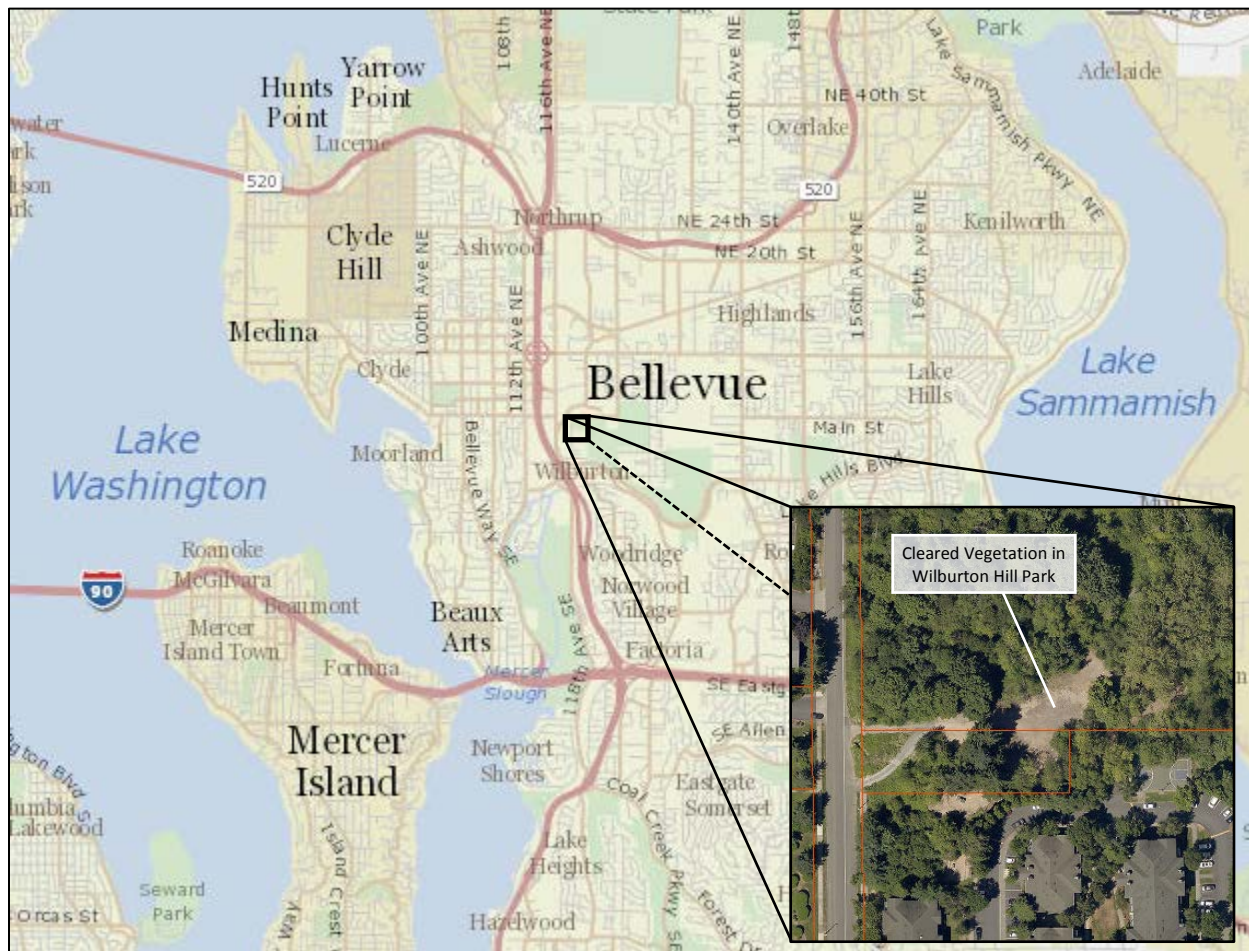 108th
116th Ave NE
140th Ave NE
148t
Park
Lake Sammamish Pkwy NE
Adelaide
Yarrow
Point
Hunts
Point
Lucerne
NE 40th St
Overlake
520
520
Clyde
Hill
Northrup
Ashwood
NE 24th St
NE 20th St
Kenilworth
100th Ave NE
112th Ave NE
156th Ave NE
164th Ave NE
Highlands
Medina
Clyde
Bellevue
Lake
Hills
Lake
Sammamish
Main St
Lake
Washington
Moorland
Bellevue Way SE
Wilburton
Hills Blvd
Roanoke
McGilvara
90
Beaumont
Mercer
Island Town
Fortuna
Beaux
Arts
Mercer
Slough
118th Ave SE
Woodridge
Norwood
Village
Factoria
SE Eastg
SE Allen
Mercer
Island
Newport
Shores
Eastgate
Somerset
Coal Creek Pkwy SE
Lake
Heights
Forest
Hazelwood
Island Crest
Way
Lakewood
Seward
Park
Orcas St
Cleared Vegetation in
Wilburton Hill Park